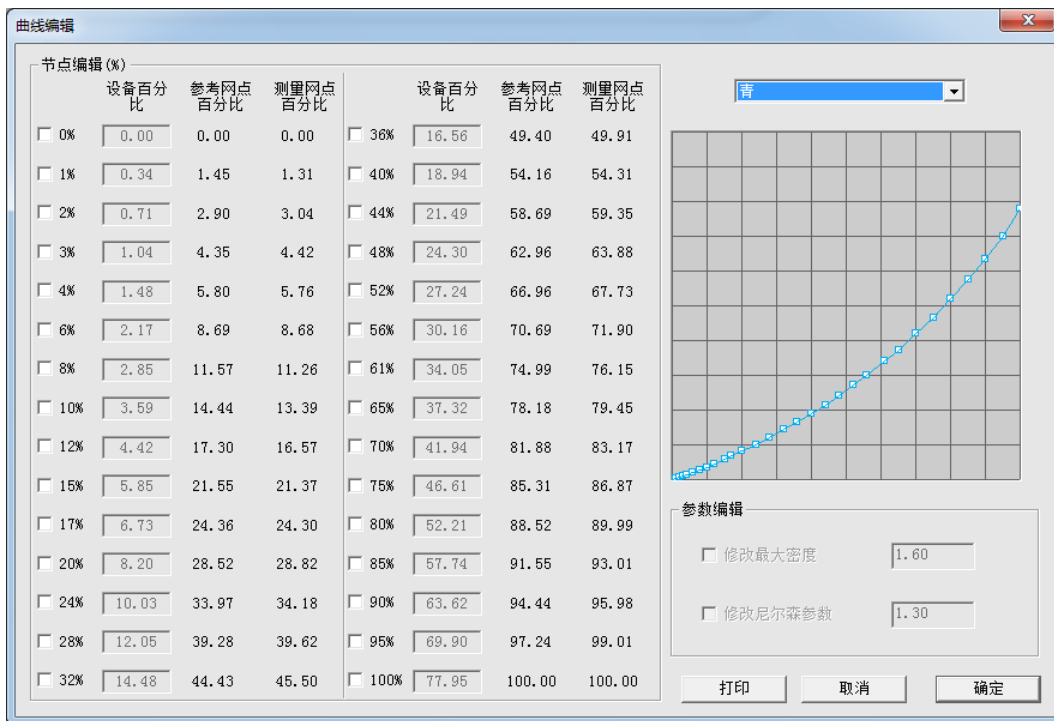 曲线编辑
节点编辑(%)
设备百分比 参考网点百分比 测量网点百分比 设备百分比 参考网点百分比 测量网点百分比
0% 0.00 0.00 0.00 36% 16.56 49.40 49.91
1% 0.34 1.45 1.31 40% 18.94 54.16 54.31
2% 0.71 2.90 3.04 44% 21.49 58.69 59.35
3% 1.04 4.35 4.42 48% 24.30 62.96 63.88
4% 1.48 5.80 5.76 52% 27.24 66.96 67.73
6% 2.17 8.69 8.68 56% 30.16 70.69 71.90
8% 2.85 11.57 11.26 61% 34.05 74.99 76.15
10% 3.59 14.44 13.39 65% 37.32 78.18 79.45
12% 4.42 17.30 16.57 70% 41.94 81.88 83.17
15% 5.85 21.55 21.37 75% 46.61 85.31 86.87
17% 6.73 24.36 24.30 80% 52.21 88.52 89.99
20% 8.20 28.52 28.82 85% 57.74 91.55 93.01
24% 10.03 33.97 34.18 90% 63.62 94.44 95.98
28% 12.05 39.28 39.62 95% 69.90 97.24 99.01
32% 14.48 44.43 45.50 100% 77.95 100.00 100.00
青
参数编辑
修改最大密度 1.60
修改尼尔森参数 1.30
打印 取消 确定